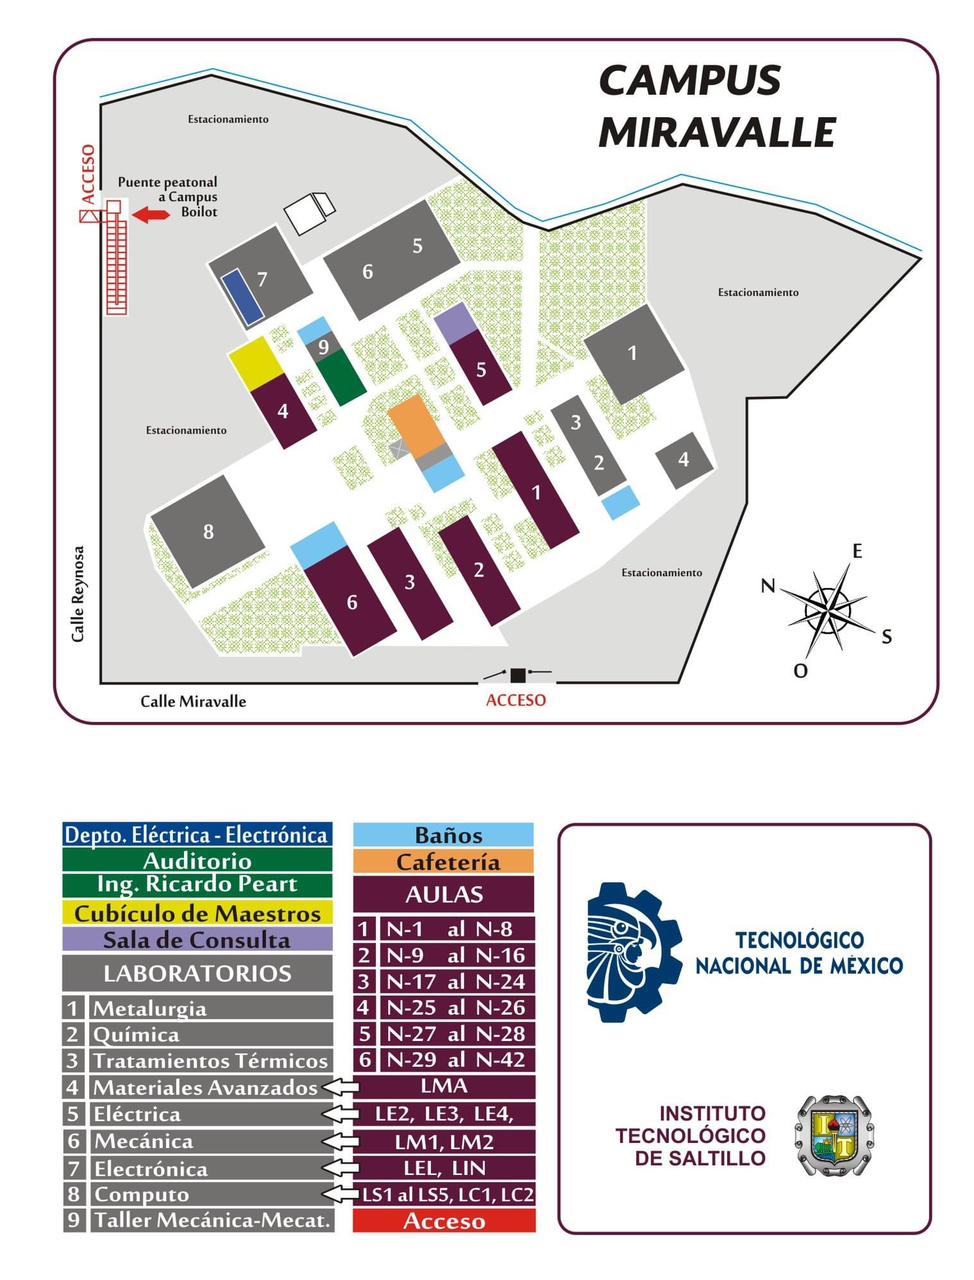 CAMPUS
MIRAVALLE
Estacionamiento
ACCESO
Puente peatonal
a Campus
Boilot
7
6
5
Estacionamiento
9
1
5
4
Estacionamiento
3
2
4
1
8
6
3
2
Estacionamiento
Calle Reynosa
N
E
S
O
Calle Miravalle
ACCESO
Depto. Eléctrica - Electrónica
Auditorio
Ing. Ricardo Peart
Cubículo de Maestros
Sala de Consulta
LABORATORIOS
1 Metalurgia
2 Química
3 Tratamientos Térmicos
4 Materiales Avanzados
5 Eléctrica
6 Mecánica
7 Electrónica
8 Computo
9 Taller Mecánica-Mecat.
Baños
Cafetería
AULAS
1 N-1 al N-8
2 N-9 al N-16
3 N-17 al N-24
4 N-25 al N-26
5 N-27 al N-28
6 N-29 al N-42
LMA
LE2, LE3, LE4,
LM1, LM2
LEL, LIN
LS1 al LS5, LC1, LC2
Acceso
TECNOLÓGICO
NACIONAL DE MÉXICO
INSTITUTO
TECNOLÓGICO
DE SALTILLO
I T